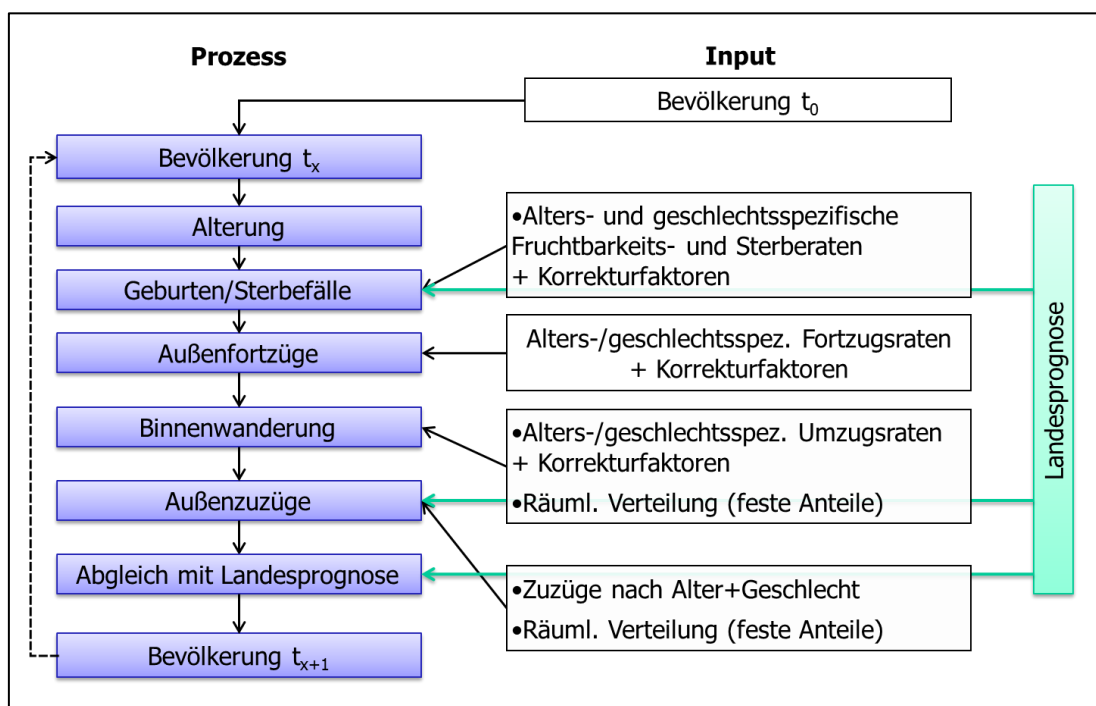 Prozess
Input
Bevölkerung t0
Bevölkerung tx
Alterung
•Alters- und geschlechtsspezifische
Fruchtbarkeits- und Sterberaten
+ Korrekturfaktoren
Geburten/Sterbefälle
Außenfortzüge
Alters-/geschlechtsspez. Fortzugsraten
+ Korrekturfaktoren
Binnenwanderung
•Alters-/geschlechtsspez. Umzugsraten
+ Korrekturfaktoren
•Räuml. Verteilung (feste Anteile)
Außenzuzüge
Abgleich mit Landesprognose
•Zuzüge nach Alter+Geschlecht
•Räuml. Verteilung (feste Anteile)
Bevölkerung tx+1
Landesprognose